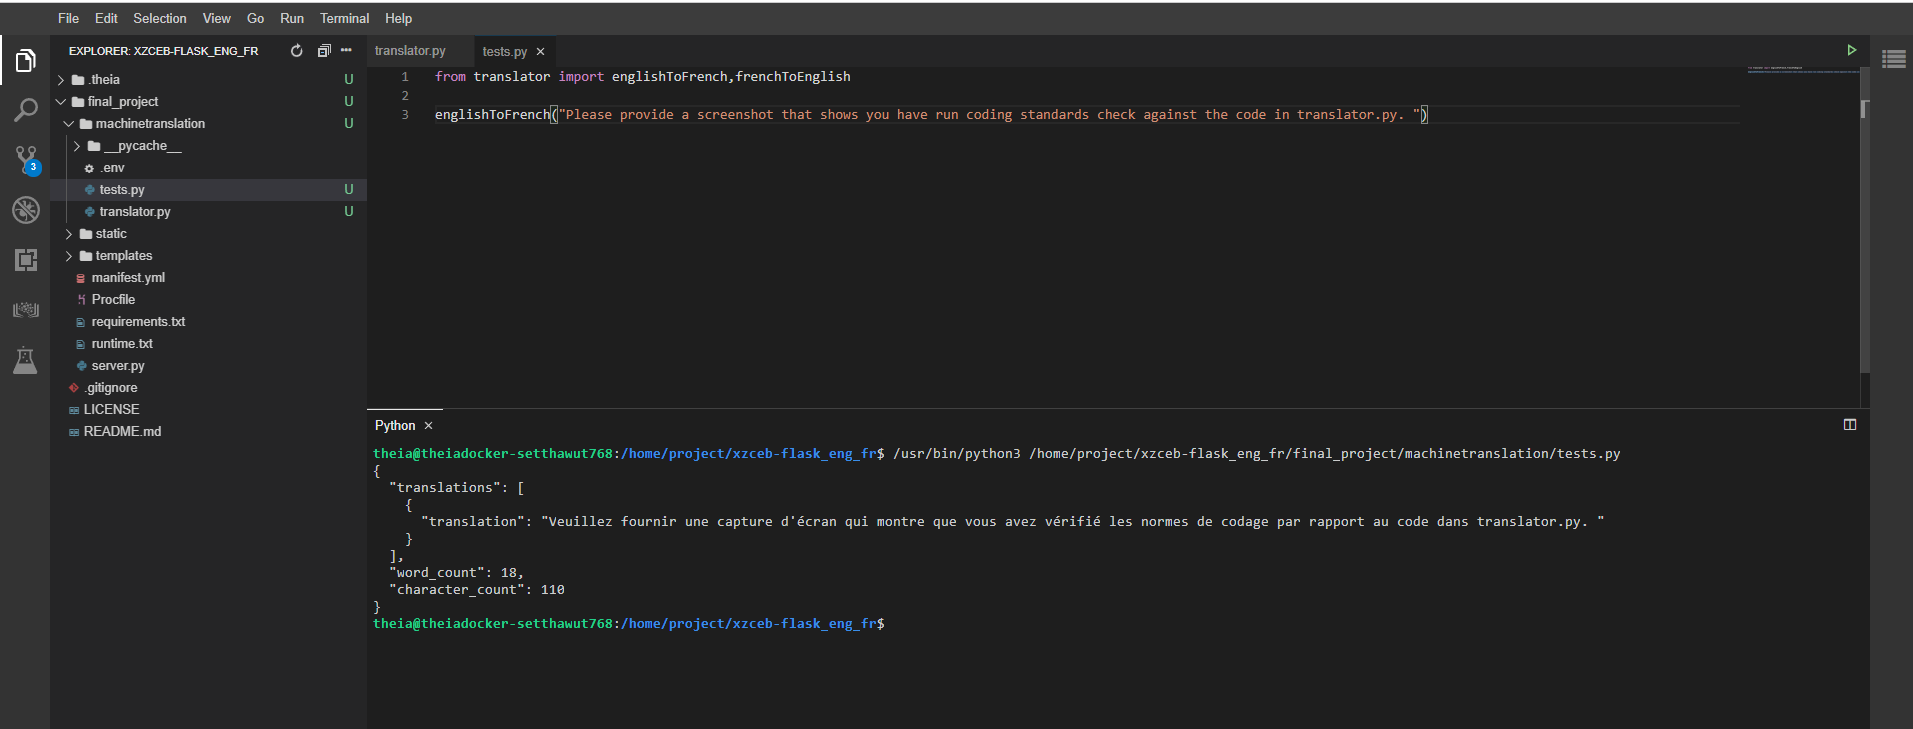 File Edit Selection View Go Run Terminal Help
EXPLORER: XZCEB-FLASK_ENG_FR
.theia U
final_project U
machinetranslation U
__pycache__
.env
tests.py U
translator.py U
static
templates
manifest.yml
Procfile
requirements.txt
runtime.txt
server.py
.gitignore
LICENSE
README.md
3
translator.py tests.py
1 from translator import englishToFrench,frenchToEnglish
2
3 englishToFrench("Please provide a screenshot that shows you have run coding standards check against the code in translator.py. ")
Python
theia@theiadocker-setthawut768:/home/project/xzceb-flask_eng_fr$ /usr/bin/python3 /home/project/xzceb-flask_eng_fr/final_project/machinetranslation/tests.py
{
"translations": [
{
"translation": "Veuillez fournir une capture d'écran qui montre que vous avez vérifié les normes de codage par rapport au code dans translator.py. "
}
],
"word_count": 18,
"character_count": 110
}
theia@theiadocker-setthawut768:/home/project/xzceb-flask_eng_fr$